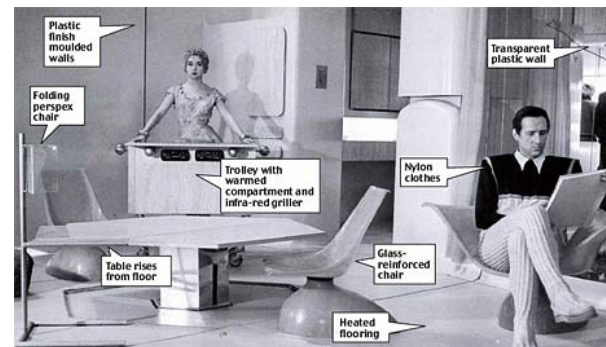 Plastic
finish
moulded
walls
Transparent
plastic wall
Folding
perspex
chair
Trolley with
warmed
compartment and
infra-red griller
Nylon
clothes
Table rises
from floor
Glass-
reinforced
chair
Heated
flooring